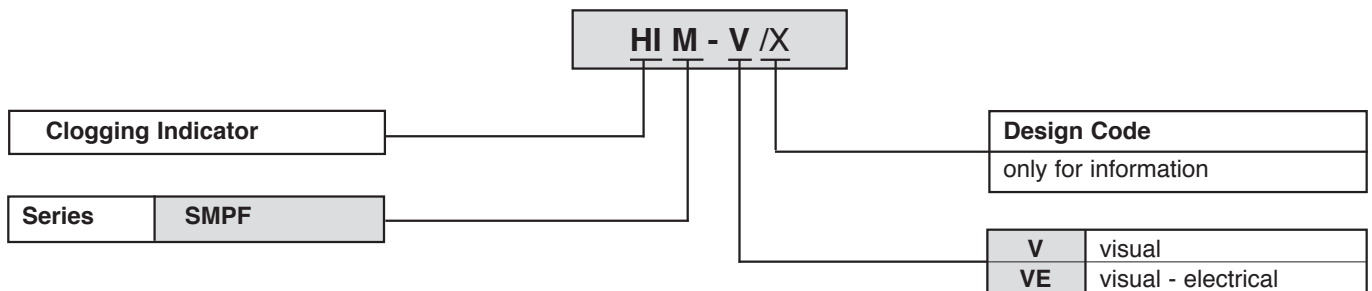 HI M - V /X
Clogging Indicator
Design Code
only for information
Series SMPF
V visual
VE visual - electrical